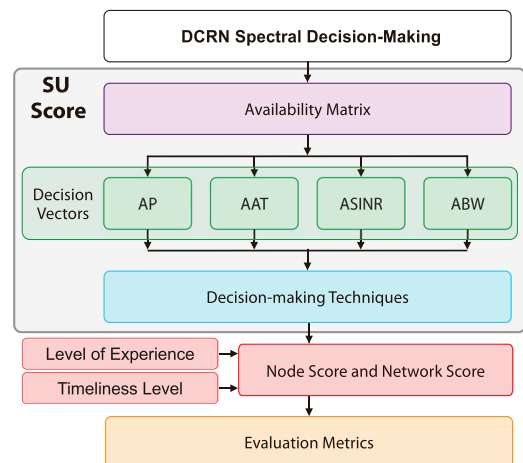 DCRN Spectral Decision-Making
SU
Score
Availability Matrix
Decision
Vectors
AP
AAT
ASINR
ABW
Decision-making Techniques
Level of Experience
Timeliness Level
Node Score and Network Score
Evaluation Metrics